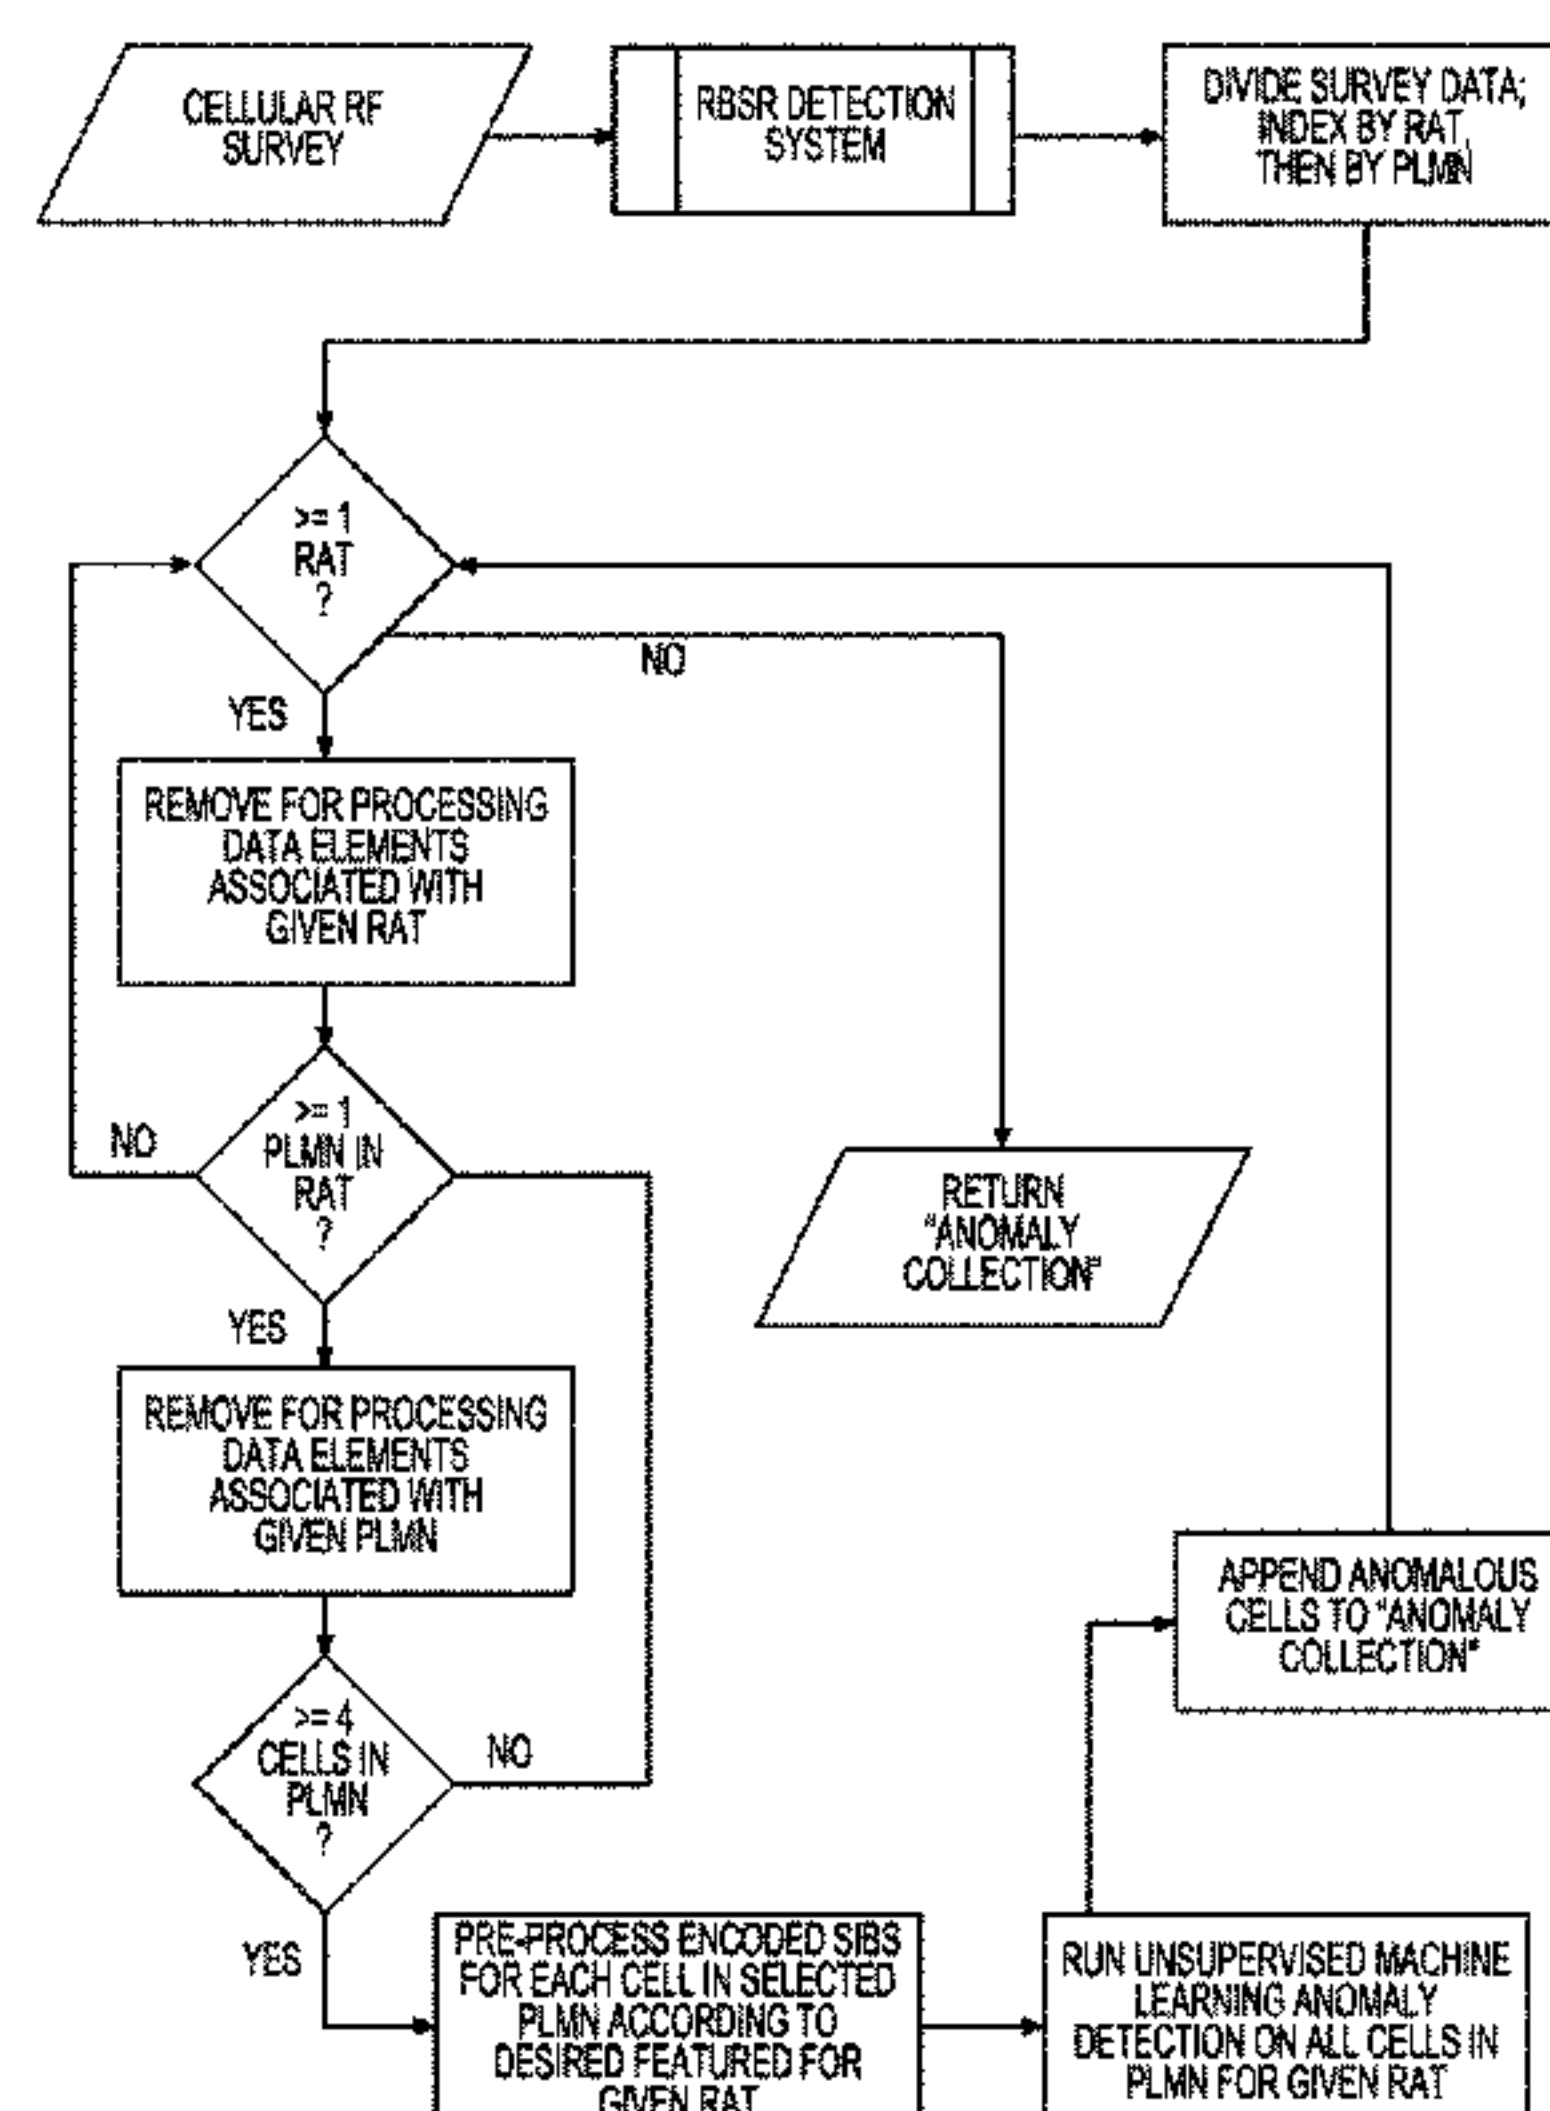 CELLULAR RF
SURVEY
RBSR DETECTION
SYSTEM
DIVIDE SURVEY DATA;
INDEX BY RAT,
THEN BY PLMN
>= 1
RAT
?
NO
YES
REMOVE FOR PROCESSING
DATA ELEMENTS
ASSOCIATED WITH
GIVEN RAT
>= 1
PLMN IN
RAT
?
NO
YES
RETURN
"ANOMALY
COLLECTION"
REMOVE FOR PROCESSING
DATA ELEMENTS
ASSOCIATED WITH
GIVEN PLMN
>= 4
CELLS IN
PLMN
?
NO
YES
APPEND ANOMALOUS
CELLS TO "ANOMALY
COLLECTION"
PRE-PROCESS ENCODED SIBS
FOR EACH CELL IN SELECTED
PLMN ACCORDING TO
DESIRED FEATURED FOR
GIVEN RAT
RUN UNSUPERVISED MACHINE
LEARNING ANOMALY
DETECTION ON ALL CELLS IN
PLMN FOR GIVEN RAT